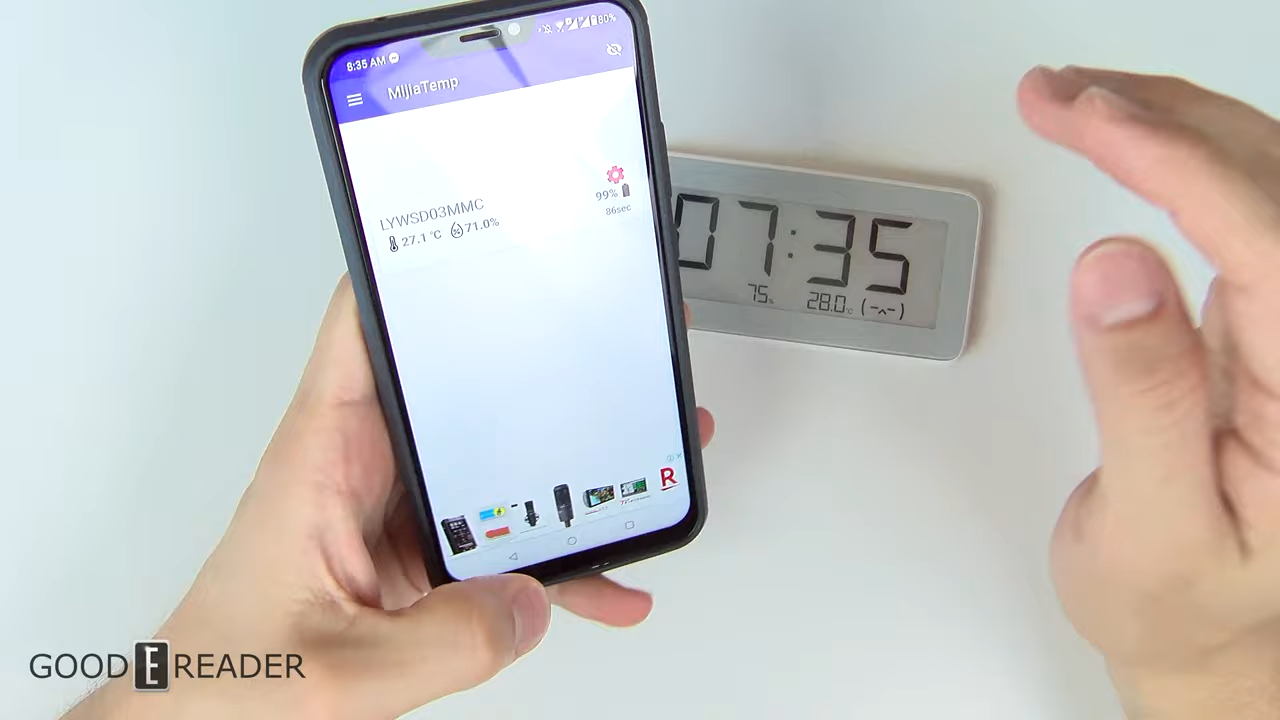 8:35 AM
80%
MijiaTemp
LYWSD03MMC
99%
27.1 °C 71.0%
86sec
07:35
75%
28.0°C (-^-)
R
GOOD E READER